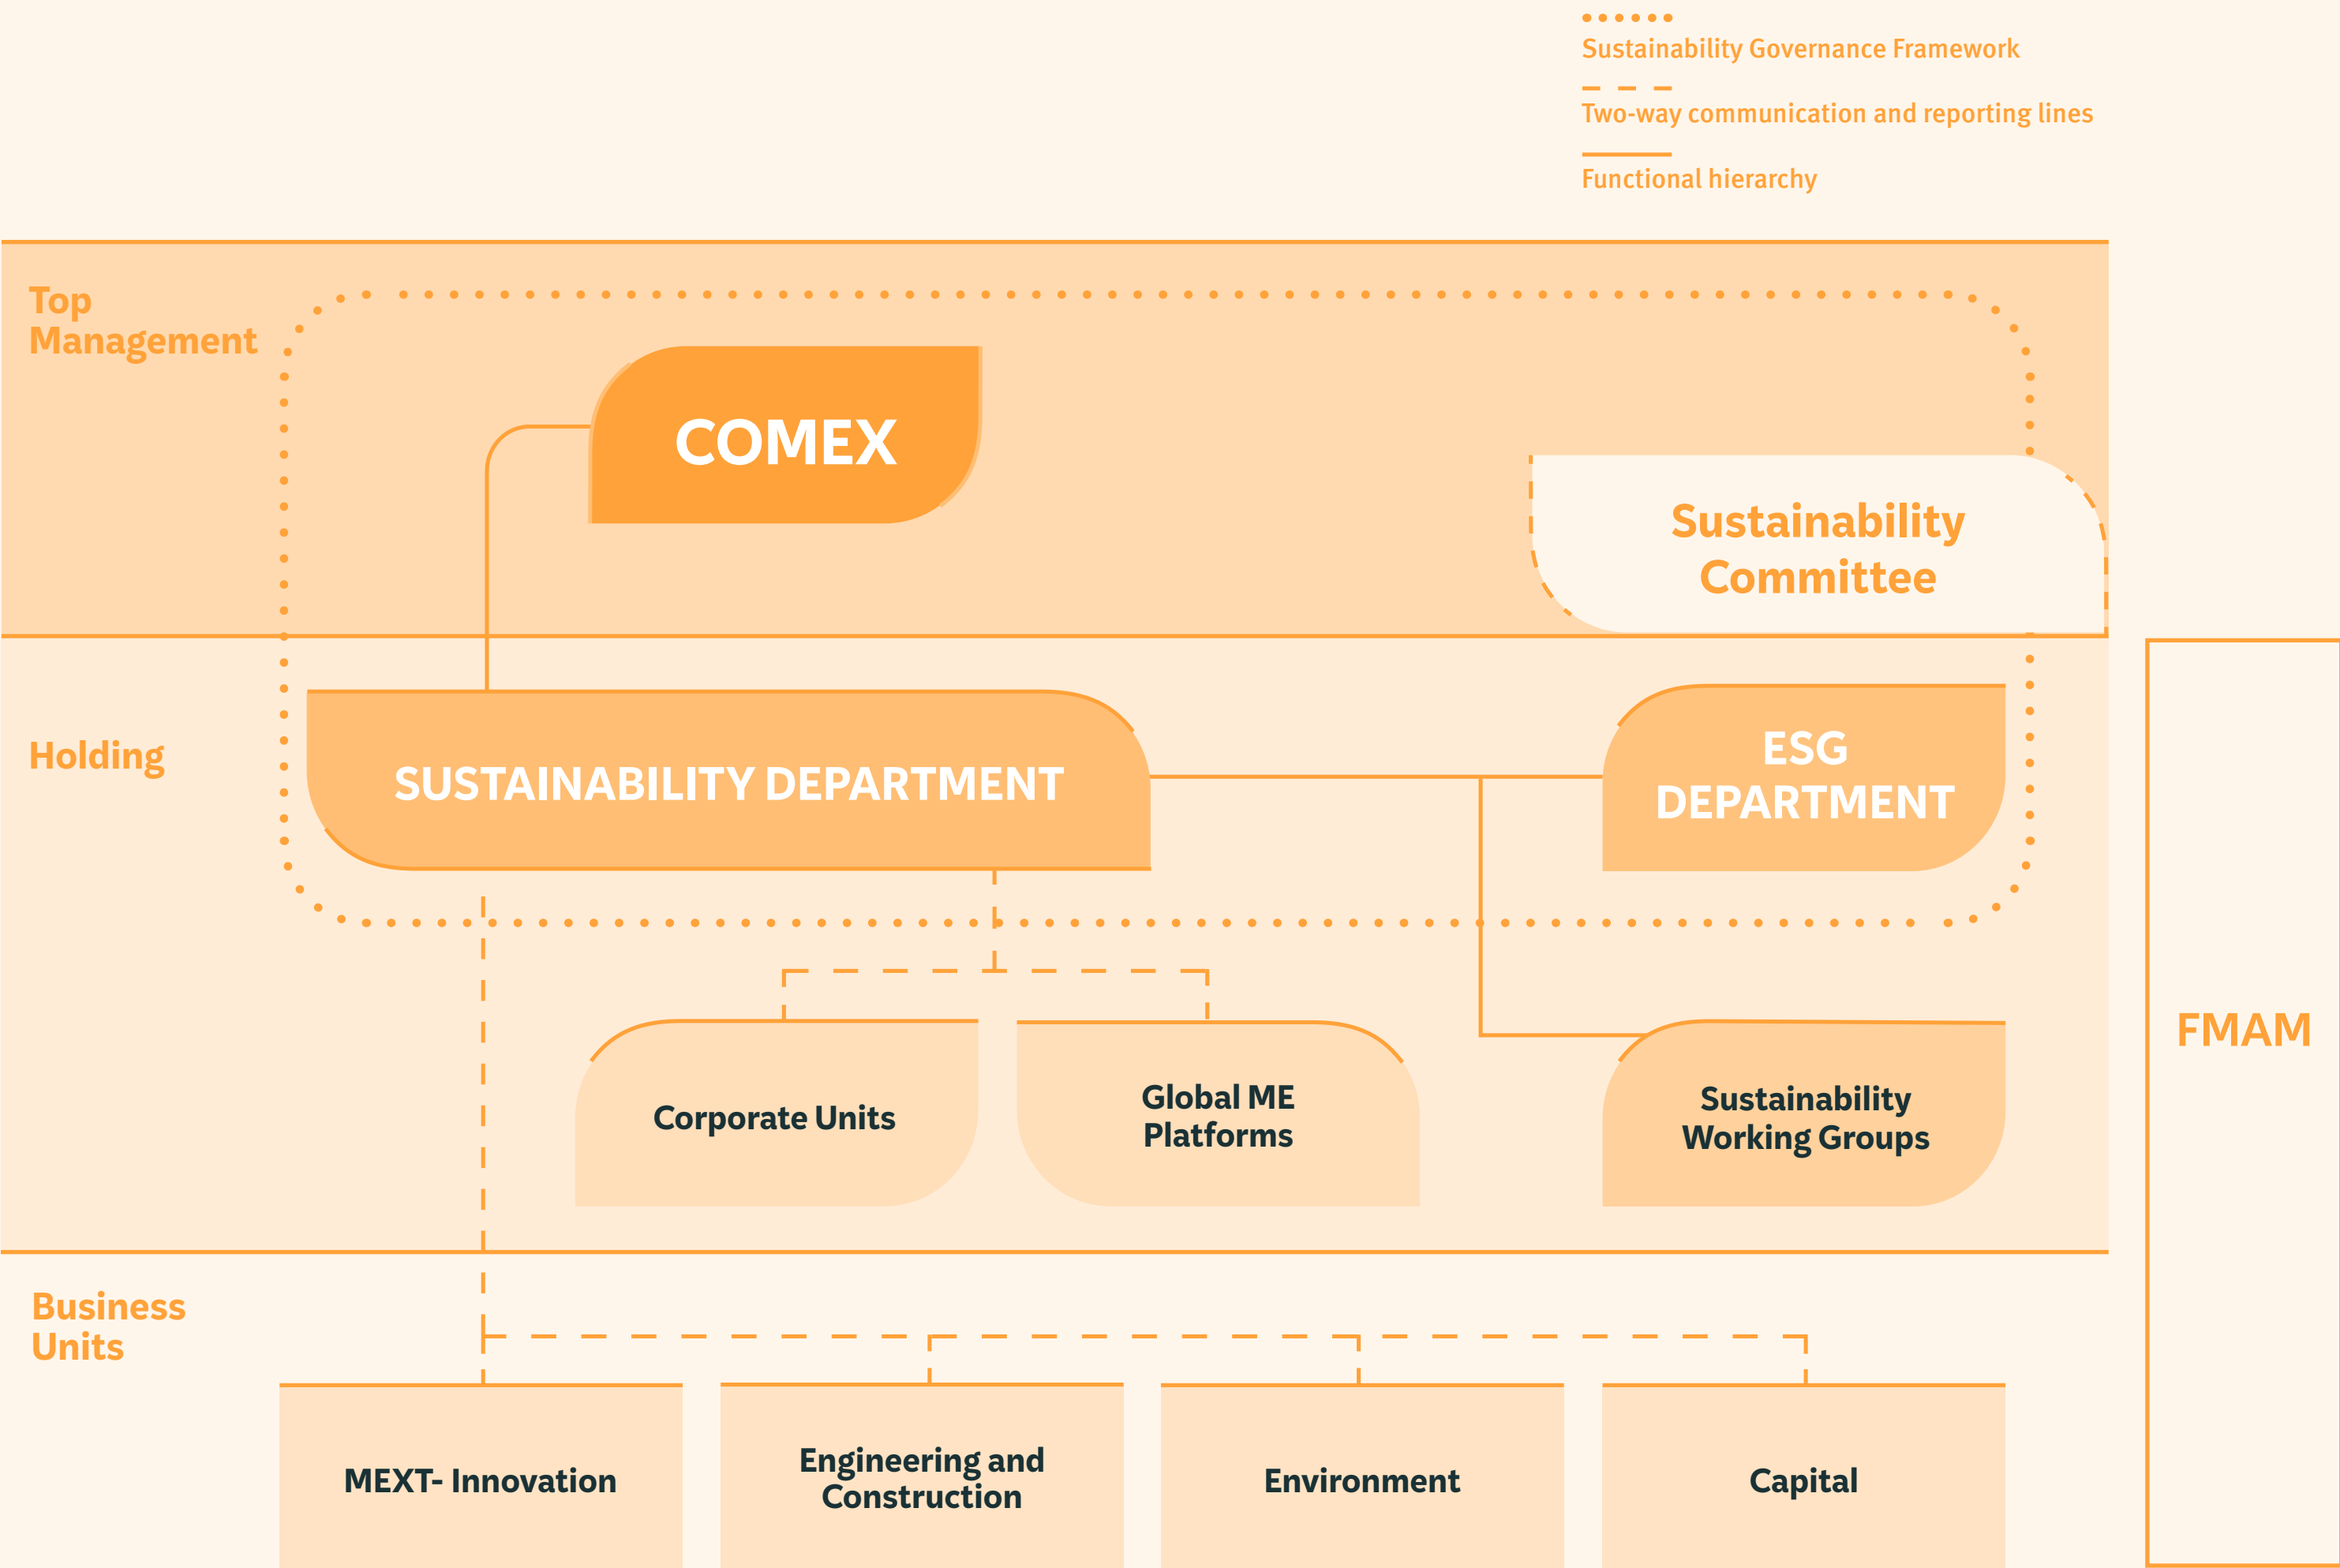 Sustainability Governance Framework
Two-way communication and reporting lines
Functional hierarchy
Top
Management
COMEX
Sustainability
Committee
Holding
SUSTAINABILITY DEPARTMENT
ESG
DEPARTMENT
FMAM
Corporate Units
Global ME
Platforms
Sustainability
Working Groups
Business
Units
MEXT- Innovation
Engineering and
Construction
Environment
Capital